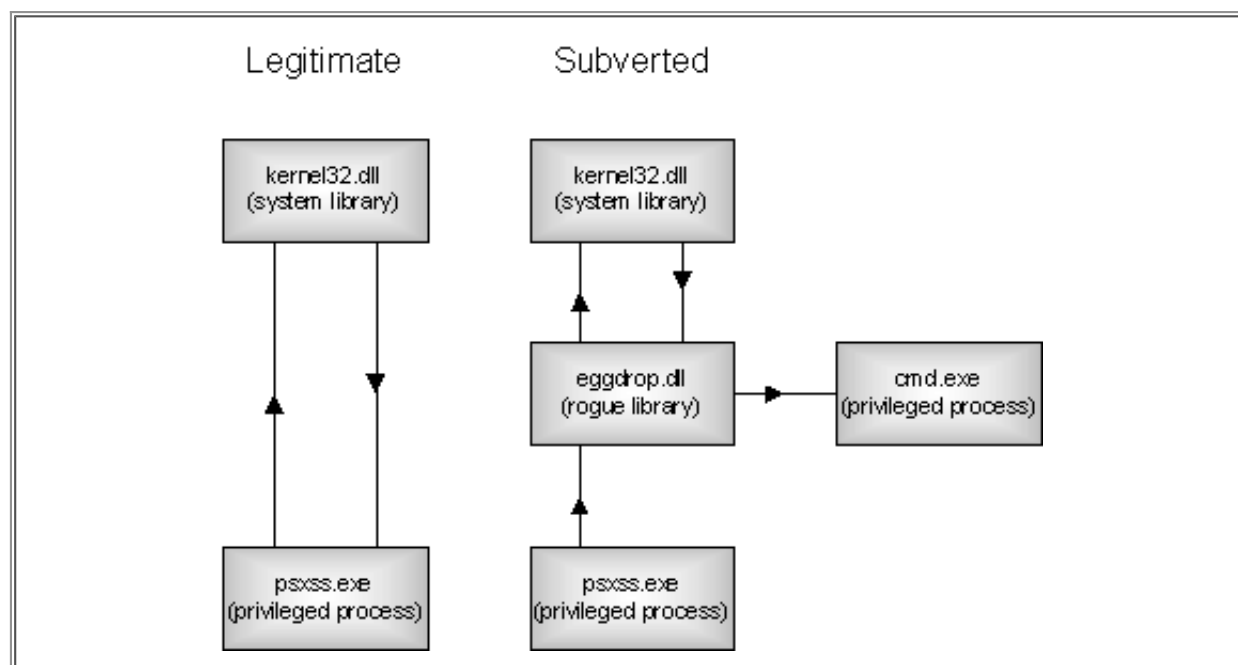 Legitimate
Subverted
kernel32.dll
(system library)
kernel32.dll
(system library)
eggdrop.dll
(rogue library)
cmd.exe
(privileged process)
psxss.exe
(privileged process)
psxss.exe
(privileged process)